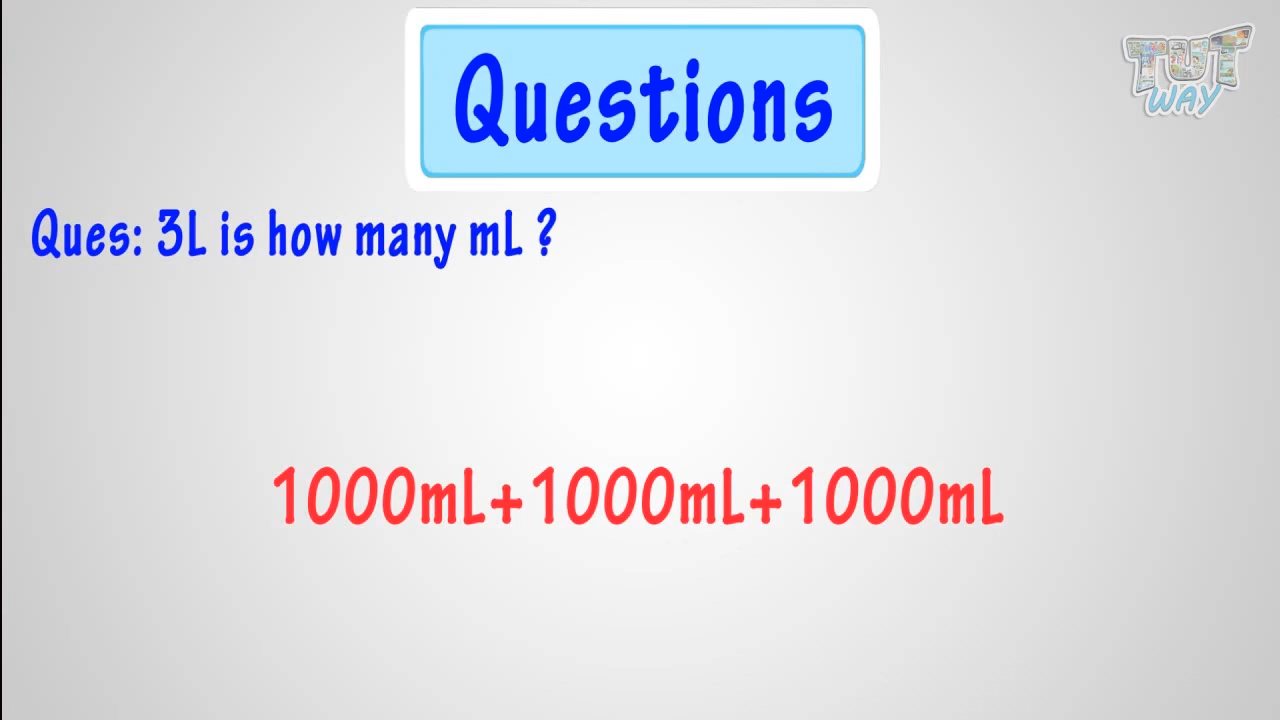 Questions
TUT
WAY
Ques: 3L is how many mL ?
1000mL+1000mL+1000mL